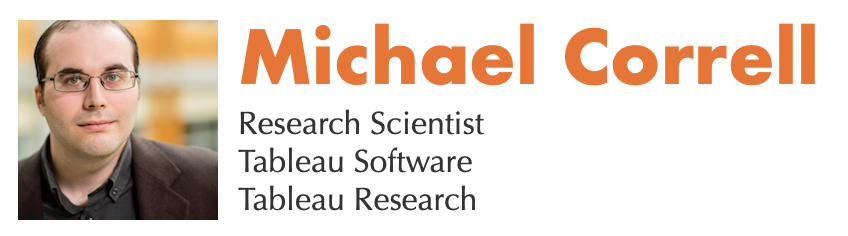 Michael Correll
Research Scientist
Tableau Software
Tableau Research